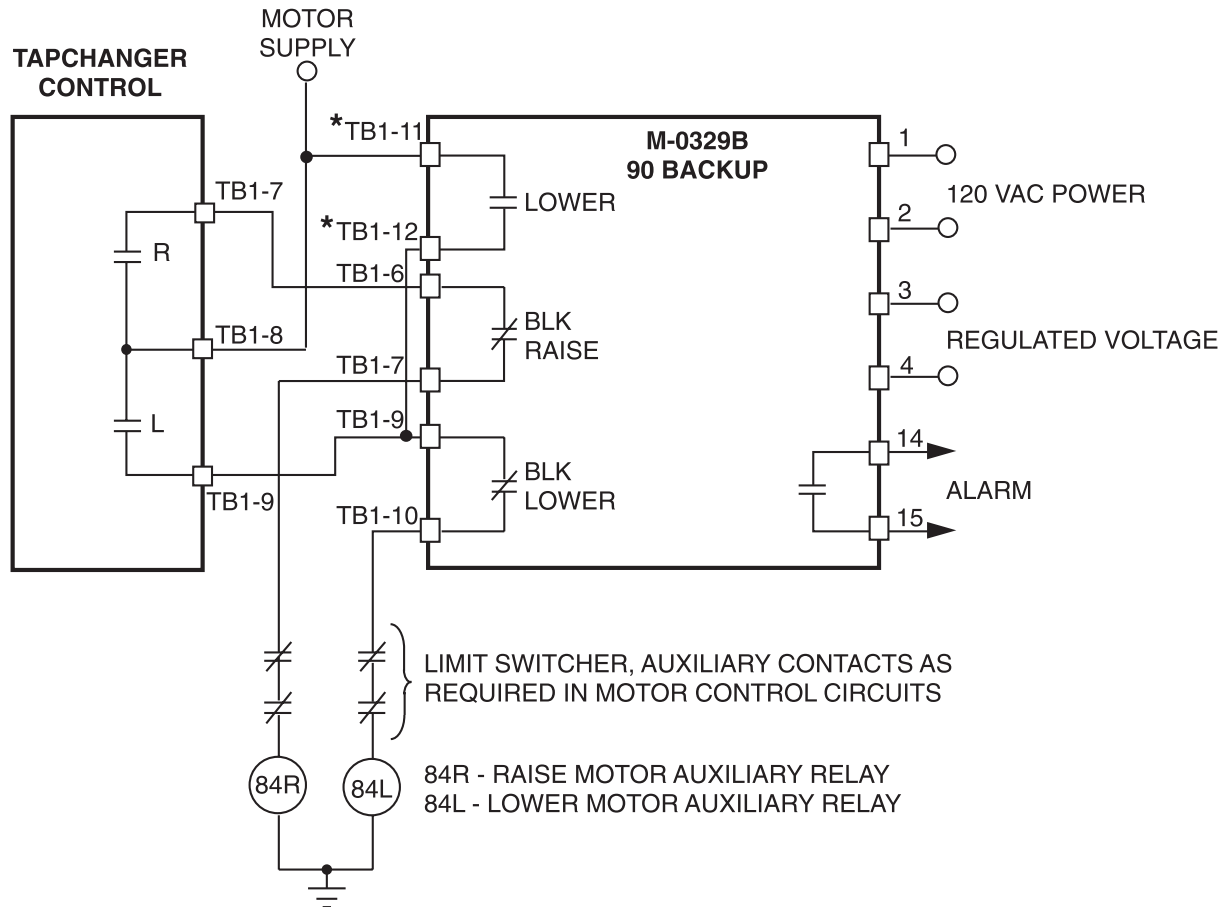 MOTOR
SUPPLY
TAPCHANGER
CONTROL
*TB1-11
M-0329B
90 BACKUP
1
120 VAC POWER
TB1-7
LOWER
*TB1-12
2
R
TB1-6
3
BLK
RAISE
TB1-8
REGULATED VOLTAGE
TB1-7
4
L
TB1-9
14
BLK
LOWER
ALARM
TB1-9
TB1-10
15
LIMIT SWITCHER, AUXILIARY CONTACTS AS
REQUIRED IN MOTOR CONTROL CIRCUITS
84R
84L
84R - RAISE MOTOR AUXILIARY RELAY
84L - LOWER MOTOR AUXILIARY RELAY